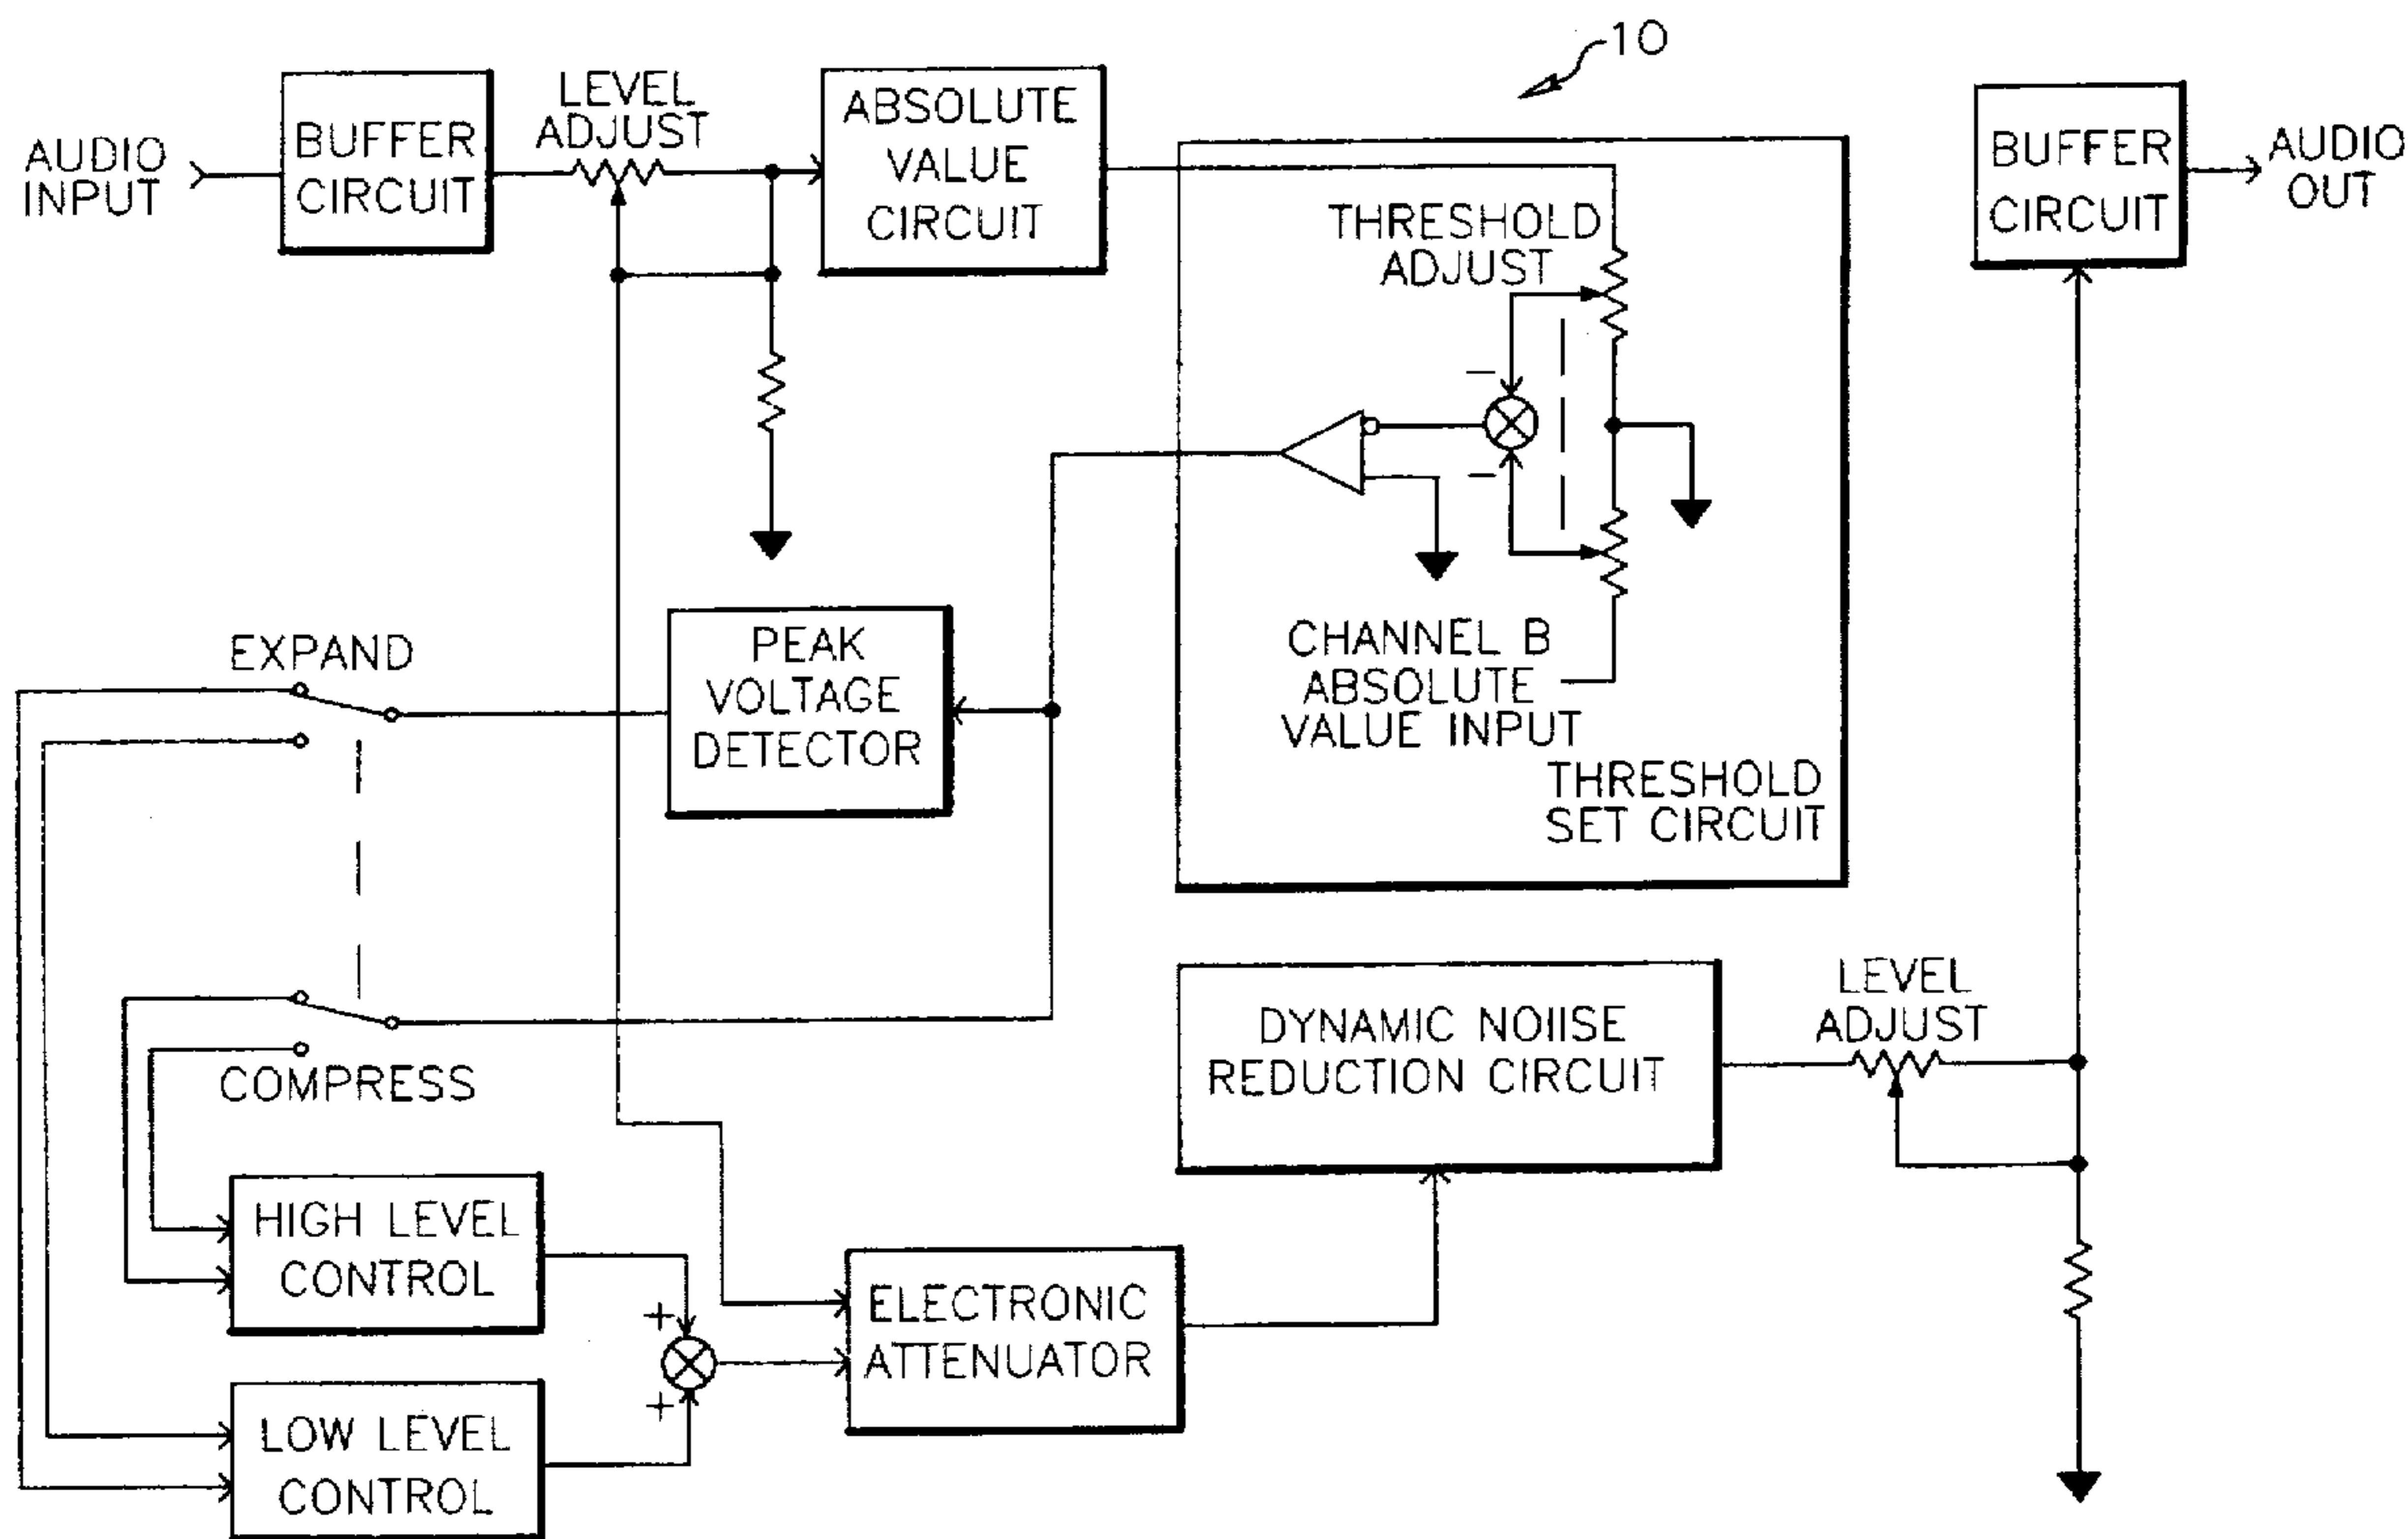 10
AUDIO
INPUT
BUFFER
CIRCUIT
LEVEL
ADJUST
ABSOLUTE
VALUE
CIRCUIT
BUFFER
CIRCUIT
AUDIO
OUT
THRESHOLD
ADJUST
−
−
CHANNEL B
ABSOLUTE
VALUE INPUT
THRESHOLD
SET CIRCUIT
EXPAND
PEAK
VOLTAGE
DETECTOR
COMPRESS
DYNAMIC NOIISE
REDUCTION CIRCUIT
LEVEL
ADJUST
HIGH LEVEL
CONTROL
+
+
LOW LEVEL
CONTROL
ELECTRONIC
ATTENUATOR